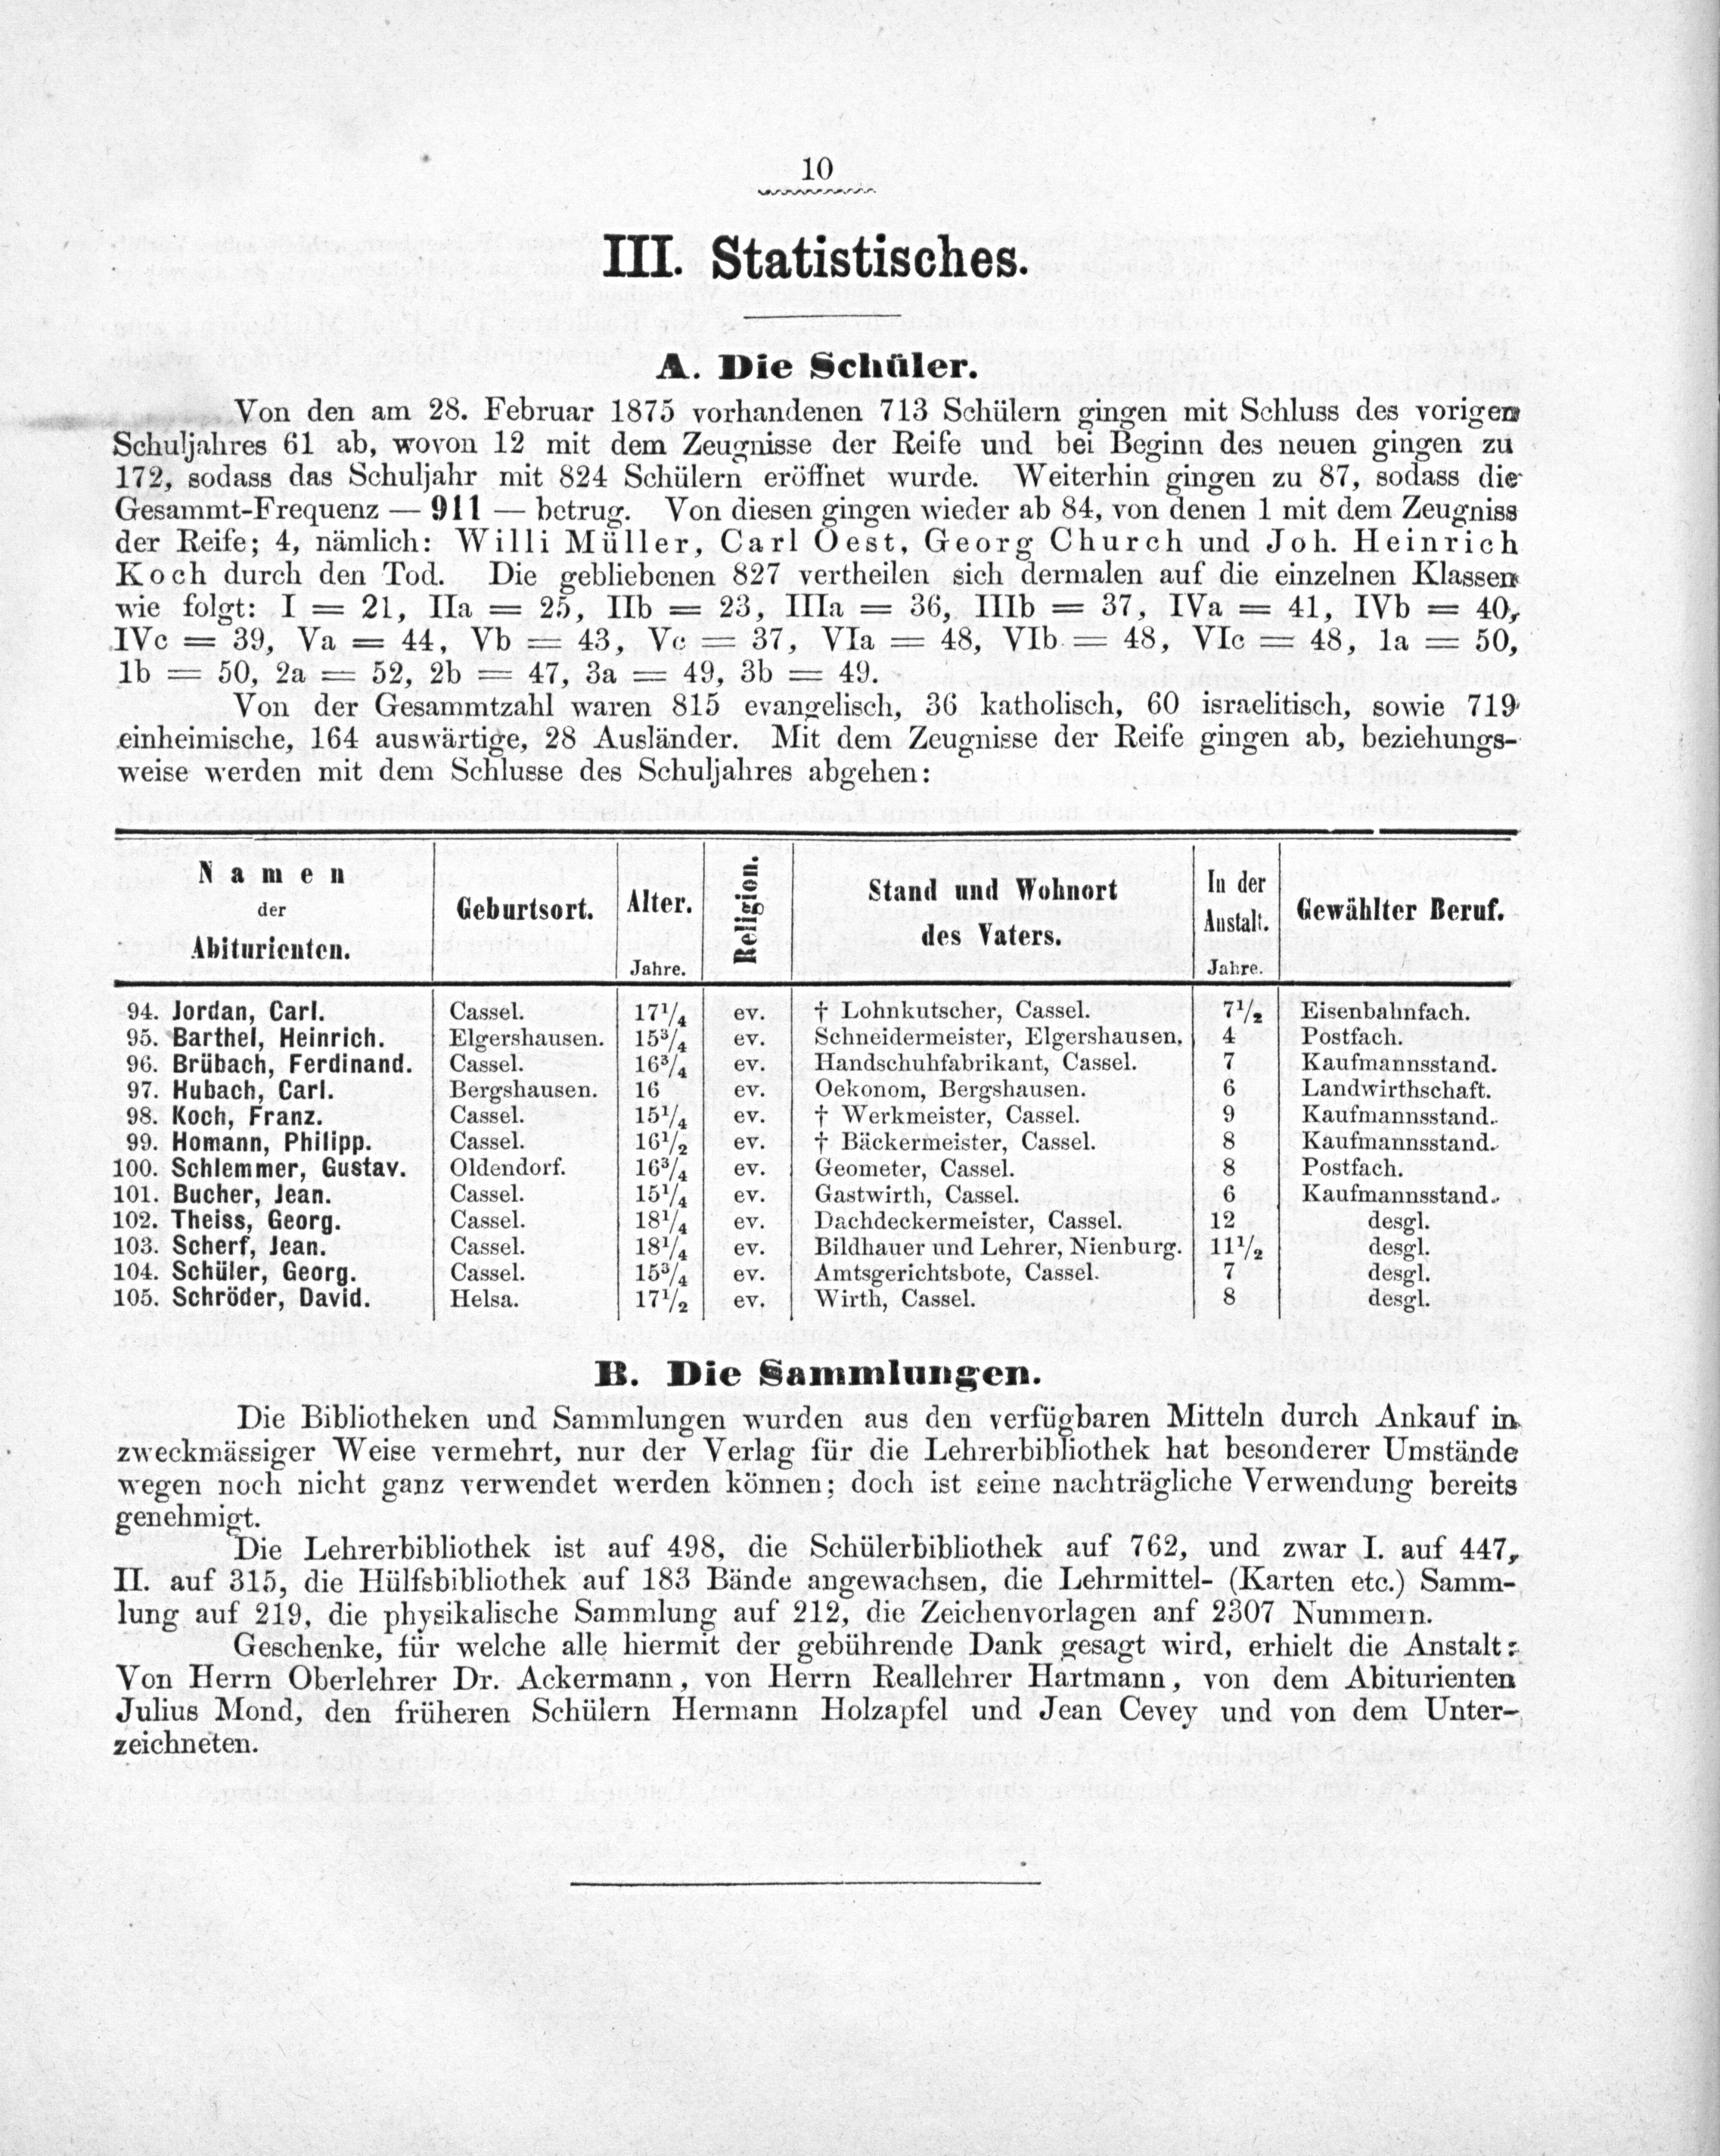 10
III. Statistisches.
A. Die Schüler.
Von den am 28. Februar 1875 vorhandenen 713 Schülern gingen mit Schluss des vorigen
Schuljahres 61 ab, wovon 12 mit dem Zeugnisse der Reife und bei Beginn des neuen gingen zu
172, sodass das Schuljahr mit 824 Schülern eröffnet wurde. Weiterhin gingen zu 87, sodass die
Gesammt-Frequenz — 911 — betrug. Von diesen gingen wieder ab 84, von denen 1 mit dem Zeugniss
der Reife; 4, nämlich: Willi Müller, Carl Oest, Georg Church und Joh. Heinrich
Koch durch den Tod. Die gebliebenen 827 vertheilen sich dermalen auf die einzelnen Klassen
wie folgt: I = 21, IIa = 25, IIb = 23, IIIa = 36, IIIb = 37, IVa = 41, IVb = 40,
IVc = 39, Va = 44, Vb = 43, Vc = 37, VIa = 48, VIb = 48, VIc = 48, 1a = 50,
1b = 50, 2a = 52, 2b = 47, 3a = 49, 3b = 49.
Von der Gesammtzahl waren 815 evangelisch, 36 katholisch, 60 israelitisch, sowie 719
einheimische, 164 auswärtige, 28 Ausländer. Mit dem Zeugnisse der Reife gingen ab, beziehungs-
weise werden mit dem Schlusse des Schuljahres abgehen:
Namen der Abiturienten. Geburtsort. Alter. Jahre. Religion. Stand und Wohnort des Vaters. In der Anstalt. Jahre. Gewählter Beruf.
94. Jordan, Carl. Cassel. 17¹/₄ ev. † Lohnkutscher, Cassel. 7¹/₂ Eisenbahnfach.
95. Barthel, Heinrich. Elgershausen. 15³/₄ ev. Schneidermeister, Elgershausen. 4 Postfach.
96. Brübach, Ferdinand. Cassel. 16³/₄ ev. Handschuhfabrikant, Cassel. 7 Kaufmannsstand.
97. Hubach, Carl. Bergshausen. 16 ev. Oekonom, Bergshausen. 6 Landwirthschaft.
98. Koch, Franz. Cassel. 15¹/₄ ev. † Werkmeister, Cassel. 9 Kaufmannsstand.
99. Homann, Philipp. Cassel. 16¹/₂ ev. † Bäckermeister, Cassel. 8 Kaufmannsstand.
100. Schlemmer, Gustav. Oldendorf. 16³/₄ ev. Geometer, Cassel. 8 Postfach.
101. Bucher, Jean. Cassel. 15¹/₄ ev. Gastwirth, Cassel. 6 Kaufmannsstand.
102. Theiss, Georg. Cassel. 18¹/₄ ev. Dachdeckermeister, Cassel. 12 desgl.
103. Scherf, Jean. Cassel. 18¹/₄ ev. Bildhauer und Lehrer, Nienburg. 11¹/₂ desgl.
104. Schüler, Georg. Cassel. 15³/₄ ev. Amtsgerichtsbote, Cassel. 7 desgl.
105. Schröder, David. Helsa. 17¹/₂ ev. Wirth, Cassel. 8 desgl.
B. Die Sammlungen.
Die Bibliotheken und Sammlungen wurden aus den verfügbaren Mitteln durch Ankauf in
zweckmässiger Weise vermehrt, nur der Verlag für die Lehrerbibliothek hat besonderer Umstände
wegen noch nicht ganz verwendet werden können; doch ist seine nachträgliche Verwendung bereits
genehmigt.
Die Lehrerbibliothek ist auf 498, die Schülerbibliothek auf 762, und zwar I. auf 447,
II. auf 315, die Hülfsbibliothek auf 183 Bände angewachsen, die Lehrmittel- (Karten etc.) Samm-
lung auf 219, die physikalische Sammlung auf 212, die Zeichenvorlagen anf 2307 Nummern.
Geschenke, für welche alle hiermit der gebührende Dank gesagt wird, erhielt die Anstalt:
Von Herrn Oberlehrer Dr. Ackermann, von Herrn Reallehrer Hartmann, von dem Abiturienten
Julius Mond, den früheren Schülern Hermann Holzapfel und Jean Cevey und von dem Unter-
zeichneten.